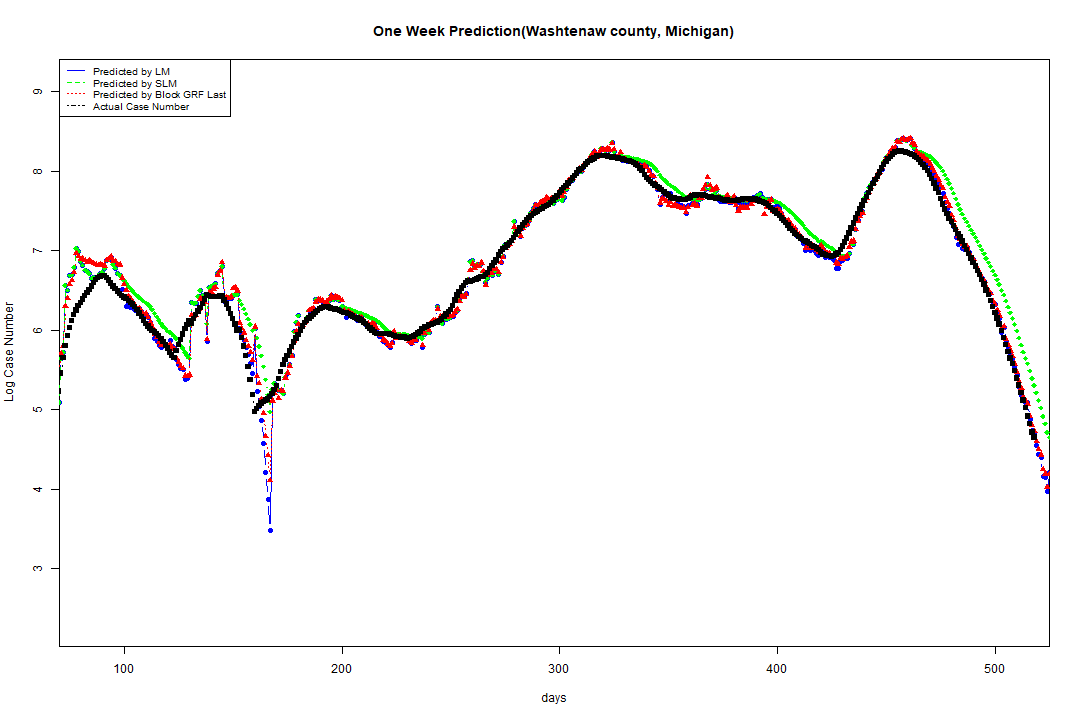 One Week Prediction(Washtenaw county, Michigan)
Predicted by LM
Predicted by SLM
Predicted by Block GRF Last
Actual Case Number
9
8
7
6
5
4
3
Log Case Number
100 200 300 400 500
days